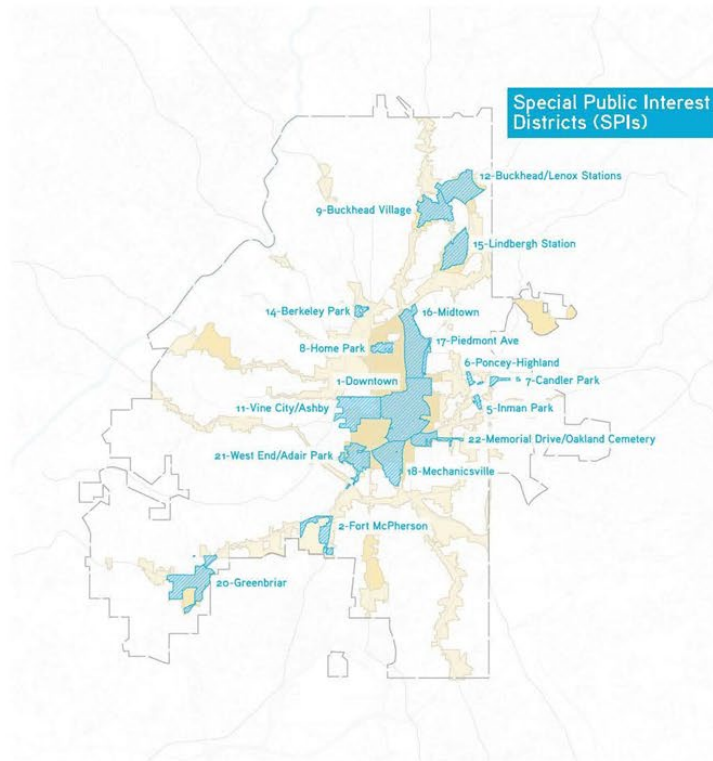 Special Public Interest
Districts (SPIs)
12-Buckhead/Lenox Stations
9-Buckhead Village
15-Lindbergh Station
14-Berkeley Park
16-Midtown
8-Home Park
17-Piedmont Ave
6-Poncey-Highland
1-Downtown
7-Candler Park
11-Vine City/Ashby
5-Inman Park
22-Memorial Drive/Oakland Cemetery
21-West End/Adair Park
18-Mechanicsville
2-Fort McPherson
20-Greenbriar